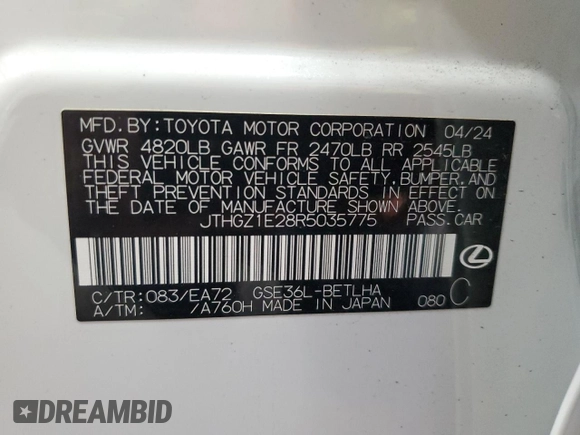 MFD.BY:TOYOTA MOTOR CORPORATION 04/24
GVWR 4820LB GAWR FR 2470LB RR 2545LB
THIS VEHICLE CONFORMS TO ALL APPLICABLE
FEDERAL MOTOR VEHICLE SAFETY,BUMPER,AND
THEFT PREVENTION STANDARDS IN EFFECT ON
THE DATE OF MANUFACTURE SHOWN ABOVE.
JTHGZ1E28R5035775 PASS.CAR
C/TR:083/EA72 GSE36L-BETLHA
A/TM: /A760H MADE IN JAPAN 080 C
DREAMBID